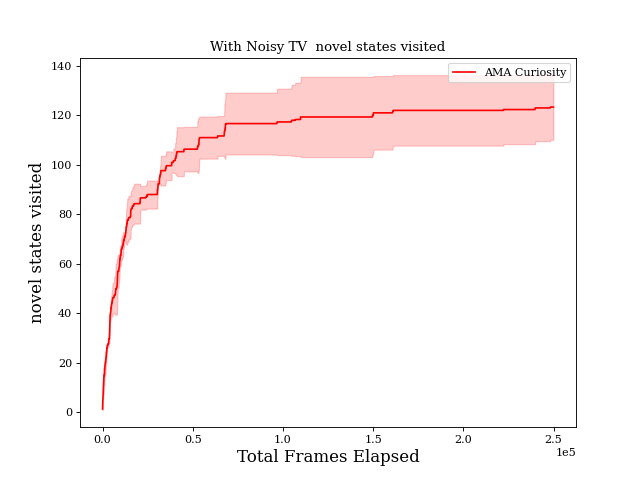 With Noisy TV  novel states visited
AMA Curiosity
140
120
100
80
60
40
20
0
novel states visited
0.0 0.5 1.0 1.5 2.0 2.5
1e5
Total Frames Elapsed